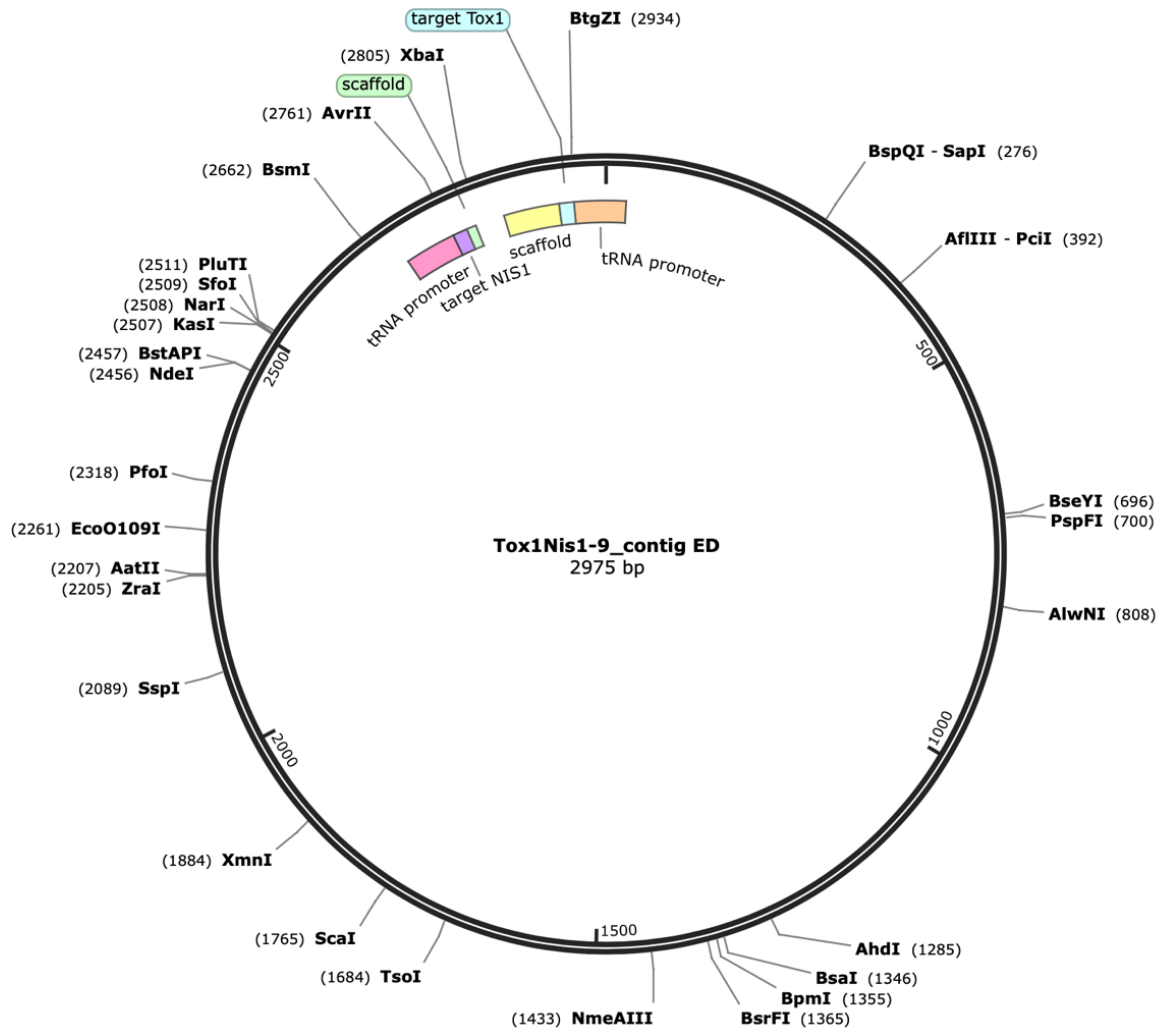 target Tox1
BtgZI (2934)
(2805) XbaI
scaffold
(2761) AvrII
BspQI - SapI (276)
(2662) BsmI
scaffold
tRNA promoter
AflIII - PciI (392)
tRNA promoter
target NIS1
(2511) PluTI
(2509) SfoI
(2508) NarI
(2507) KasI
(2457) BstAPI
(2456) NdeI
2500
500
(2318) PfoI
BseYI (696)
PspFI (700)
(2261) EcoO109I
Tox1Nis1-9_contig ED
2975 bp
(2207) AatII
(2205) ZraI
AlwNI (808)
(2089) SspI
2000
1000
(1884) XmnI
(1765) ScaI
1500
AhdI (1285)
(1684) TsoI
BsaI (1346)
BpmI (1355)
(1433) NmeAIII
BsrFI (1365)